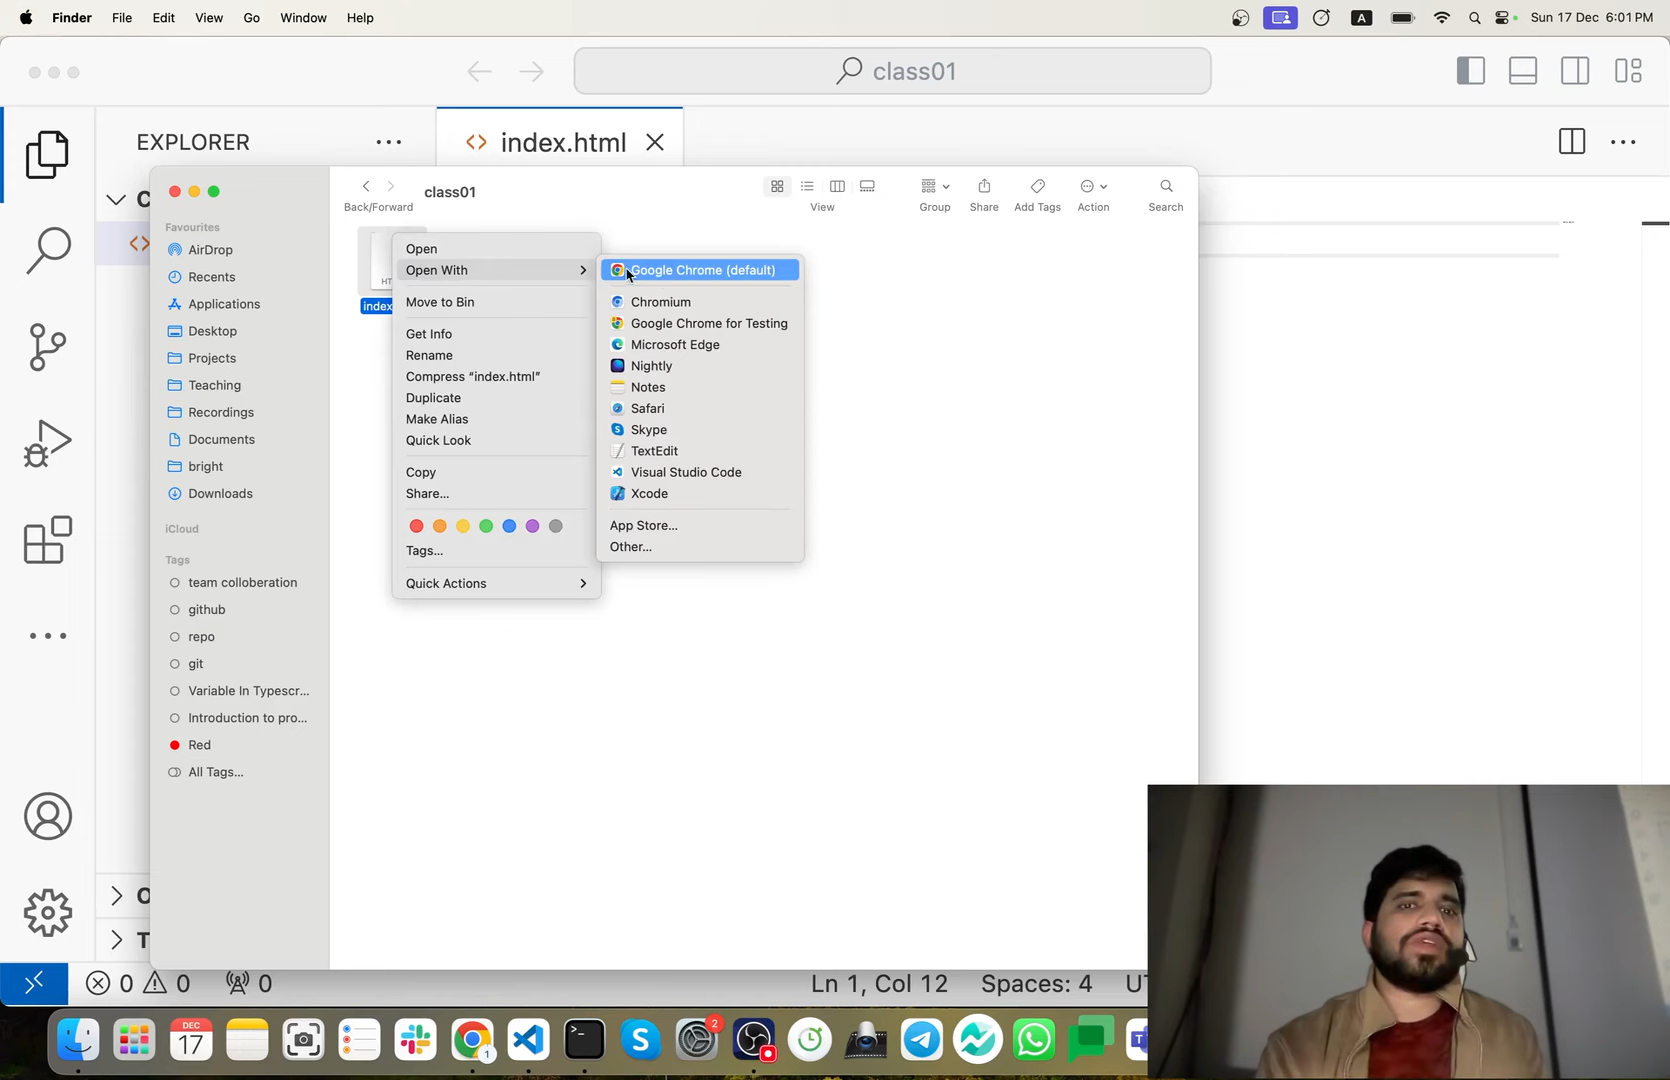 Finder File Edit View Go Window Help
A Sun 17 Dec 6:01 PM
class01
EXPLORER
index.html
class01
Back/Forward
View
Group
Share
Add Tags
Action
Search
Favourites
AirDrop
Recents
Applications
Desktop
Projects
Teaching
Recordings
Documents
bright
Downloads
iCloud
Tags
team colloberation
github
repo
git
Variable In Typescr...
Introduction to pro...
Red
All Tags...
index
Open
Open With
Move to Bin
Get Info
Rename
Compress “index.html”
Duplicate
Make Alias
Quick Look
Copy
Share...
Tags...
Quick Actions
Google Chrome (default)
Chromium
Google Chrome for Testing
Microsoft Edge
Nightly
Notes
Safari
Skype
TextEdit
Visual Studio Code
Xcode
App Store...
Other...
0 0 0
Ln 1, Col 12 Spaces: 4
DEC
17
1
2